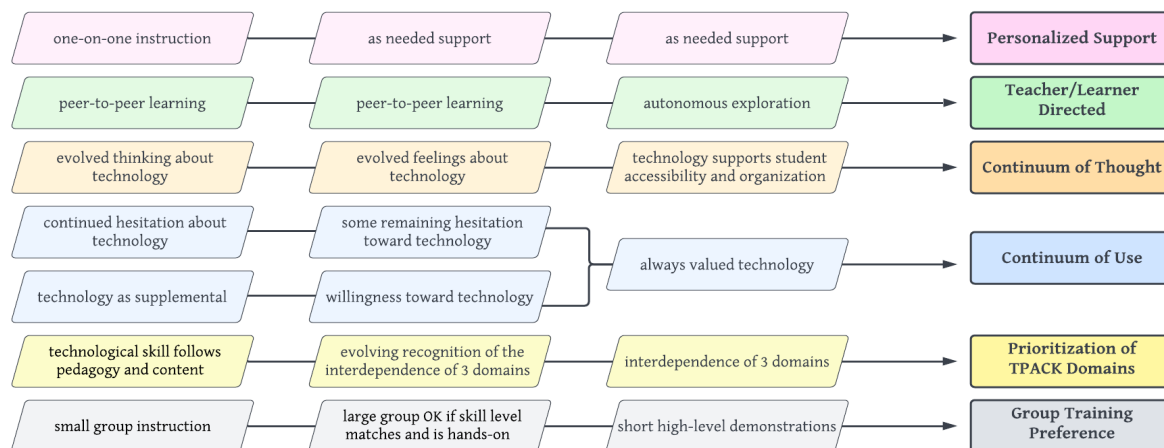 one-on-one instruction
as needed support
as needed support
Personalized Support
peer-to-peer learning
peer-to-peer learning
autonomous exploration
Teacher/Learner
Directed
evolved thinking about
technology
evolved feelings about
technology
technology supports student
accessibility and organization
Continuum of Thought
continued hesitation about
technology
some remaining hesitation
toward technology
technology as supplemental
willingness toward technology
always valued technology
Continuum of Use
technological skill follows
pedagogy and content
evolving recognition of the
interdependence of 3 domains
interdependence of 3 domains
Prioritization of
TPACK Domains
small group instruction
large group OK if skill level
matches and is hands-on
short high-level demonstrations
Group Training
Preference